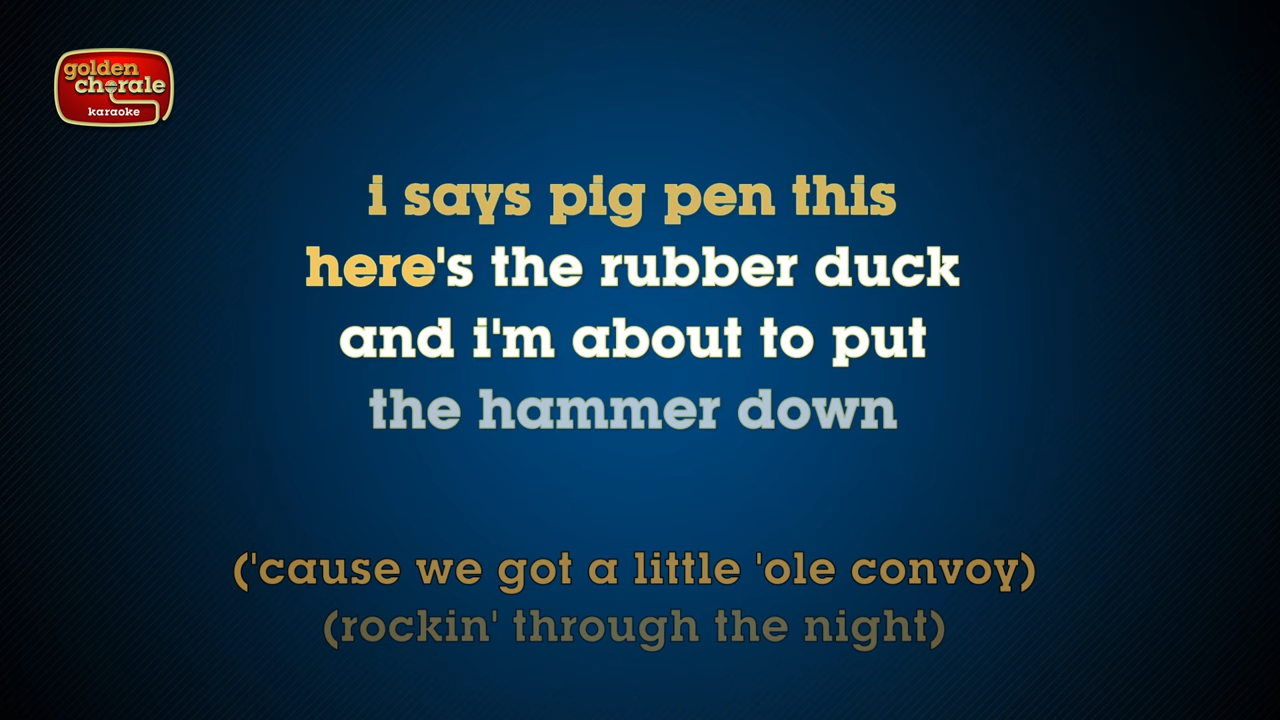 golden
chorale
karaoke
i says pig pen this
here's the rubber duck
and i'm about to put
the hammer down
('cause we got a little 'ole convoy)
(rockin' through the night)